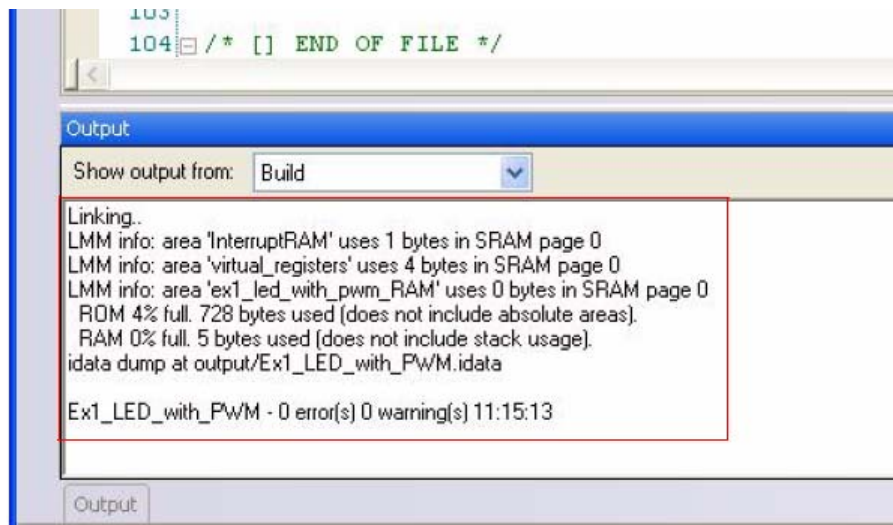 103
104 /* [] END OF FILE */
Output
Show output from: Build
Linking..
LMM info: area 'InterruptRAM' uses 1 bytes in SRAM page 0
LMM info: area 'virtual_registers' uses 4 bytes in SRAM page 0
LMM info: area 'ex1_led_with_pwm_RAM' uses 0 bytes in SRAM page 0
ROM 4% full. 728 bytes used (does not include absolute areas).
RAM 0% full. 5 bytes used (does not include stack usage).
idata dump at output/Ex1_LED_with_PWM.idata
Ex1_LED_with_PWM - 0 error(s) 0 warning(s) 11:15:13
Output